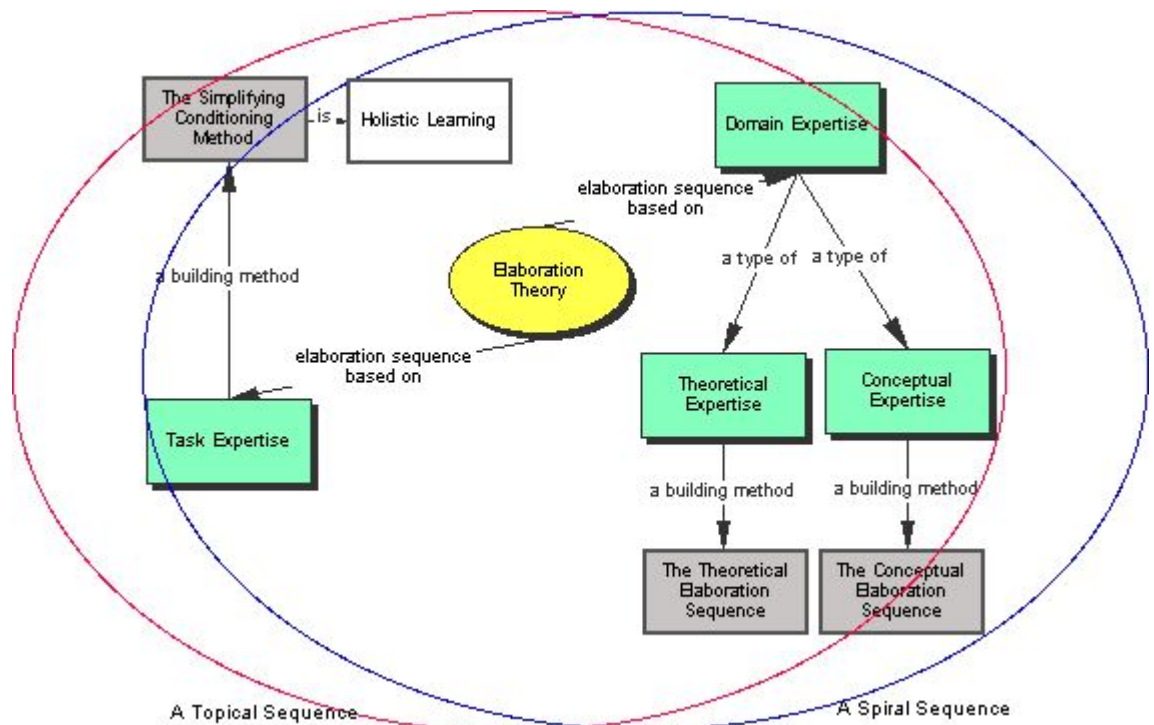 The Simplifying
Conditioning
Method
is
Holistic Learning
Domain Expertise
elaboration sequence
based on
a type of
a type of
Elaboration
Theory
a building method
elaboration sequence
based on
Theoretical
Expertise
Conceptual
Expertise
Task Expertise
a building method
a building method
The Theoretical
Elaboration
Sequence
The Conceptual
Elaboration
Sequence
A Topical Sequence
A Spiral Sequence